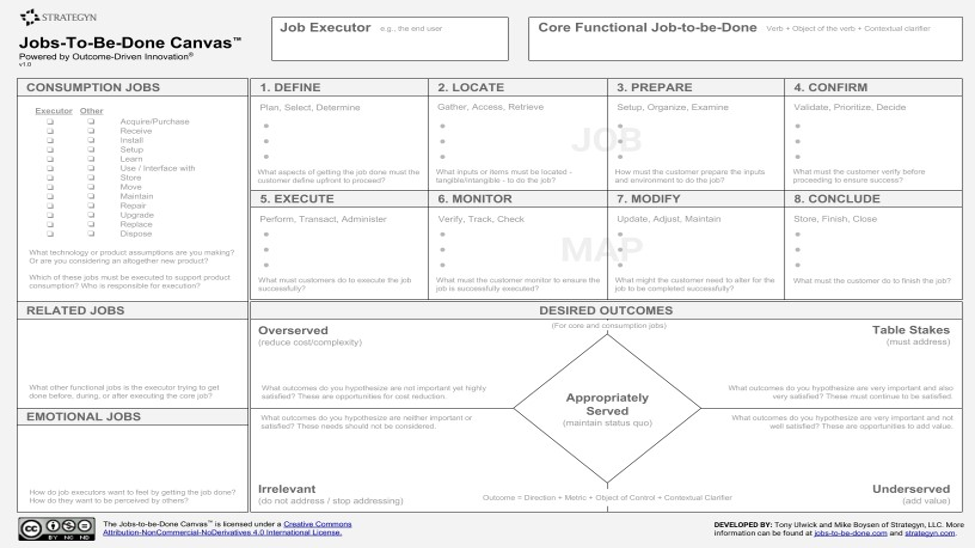 STRATEGYN
Jobs-To-Be-Done Canvas™
Powered by Outcome-Driven Innovation®
v1.0
Job Executor e.g., the end user
Core Functional Job-to-be-Done Verb + Object of the verb + Contextual clarifier
CONSUMPTION JOBS
Executor Other
Acquire/Purchase
Receive
Install
Setup
Learn
Use / Interface with
Store
Move
Maintain
Repair
Upgrade
Replace
Dispose
What technology or product assumptions are you making?
Or are you considering an altogether new product?
Which of these jobs must be executed to support product
consumption? Who is responsible for execution?
JOB
MAP
1. DEFINE
Plan, Select, Determine
What aspects of getting the job done must the
customer define upfront to proceed?
2. LOCATE
Gather, Access, Retrieve
What inputs or items must be located -
tangible/intangible - to do the job?
3. PREPARE
Setup, Organize, Examine
How must the customer prepare the inputs
and environment to do the job?
4. CONFIRM
Validate, Prioritize, Decide
What must the customer verify before
proceeding to ensure success?
5. EXECUTE
Perform, Transact, Administer
What must customers do to execute the job
successfully?
6. MONITOR
Verify, Track, Check
What must the customer monitor to ensure the
job is successfully executed?
7. MODIFY
Update, Adjust, Maintain
What might the customer need to alter for the
job to be completed successfully?
8. CONCLUDE
Store, Finish, Close
What must the customer do to finish the job?
RELATED JOBS
What other functional jobs is the executor trying to get
done before, during, or after executing the core job?
EMOTIONAL JOBS
How do job executors want to feel by getting the job done?
How do they want to be perceived by others?
DESIRED OUTCOMES
(For core and consumption jobs)
Overserved
(reduce cost/complexity)
What outcomes do you hypothesize are not important yet highly
satisfied? These are opportunities for cost reduction.
Table Stakes
(must address)
What outcomes do you hypothesize are very important and also
very satisfied? These must continue to be satisfied.
Appropriately
Served
(maintain status quo)
What outcomes do you hypothesize are neither important or
satisfied? These needs should not be considered.
Irrelevant
(do not address / stop addressing)
What outcomes do you hypothesize are very important and not
well satisfied? These are opportunities to add value.
Underserved
(add value)
Outcome = Direction + Metric + Object of Control + Contextual Clarifier
CC BY NC ND
The Jobs-to-be-Done Canvas™ is licensed under a Creative Commons
Attribution-NonCommercial-NoDerivatives 4.0 International License.
DEVELOPED BY: Tony Ulwick and Mike Boysen of Strategyn, LLC. More
information can be found at jobs-to-be-done.com and strategyn.com.